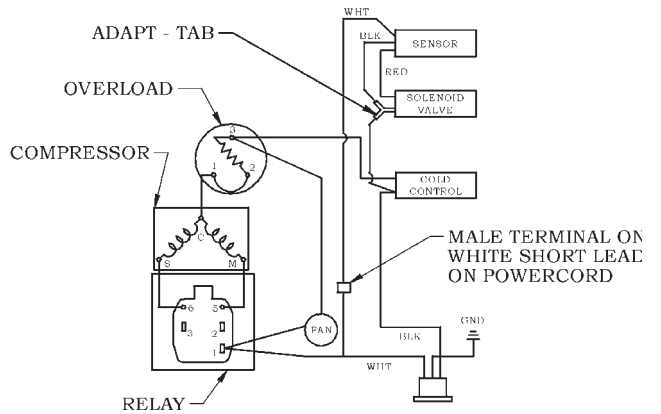 WHT
ADAPT - TAB
BLK
SENSOR
RED
OVERLOAD
SOLENOID
VALVE
3
COMPRESSOR
1
2
COLD
CONTROL
C
S
M
MALE TERMINAL ON
WHITE SHORT LEAD
ON POWERCORD
6
5
3
2
1
FAN
GND
BLK
WHT
RELAY